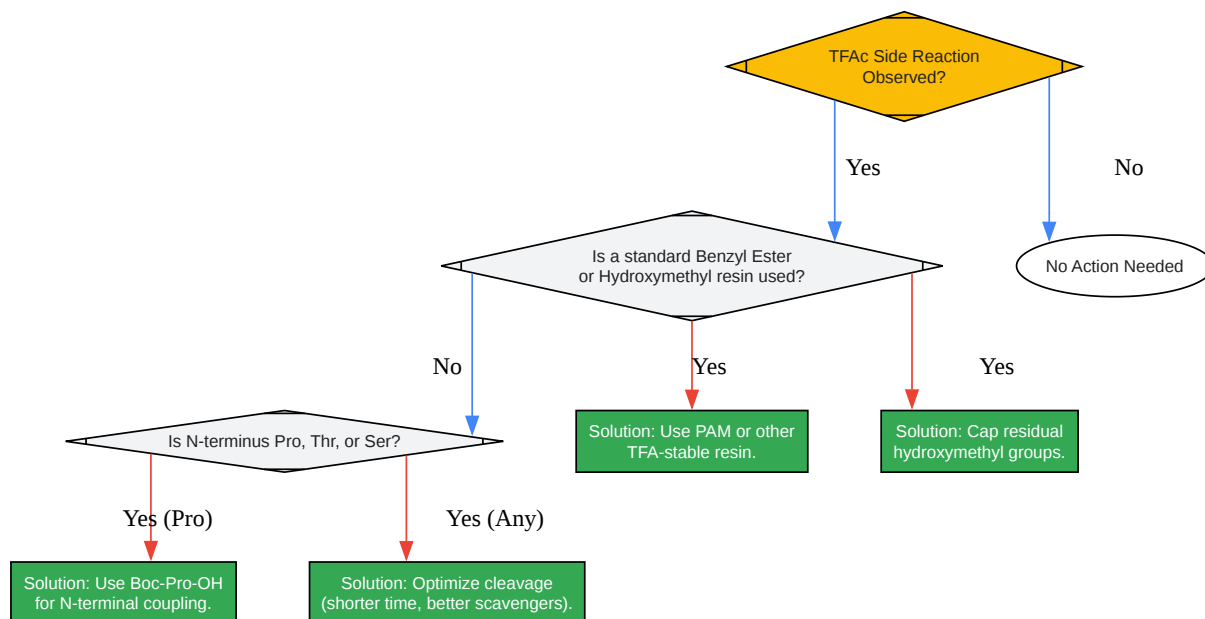 TFAc Side Reaction
Observed?
Yes
No
Is a standard Benzyl Ester
or Hydroxymethyl resin used?
No Action Needed
No
Yes
Yes
Is N-terminus Pro, Thr, or Ser?
Solution: Use PAM or other
TFA-stable resin.
Solution: Cap residual
hydroxymethyl groups.
Yes (Pro)
Yes (Any)
Solution: Use Boc-Pro-OH
for N-terminal coupling.
Solution: Optimize cleavage
(shorter time, better scavengers).